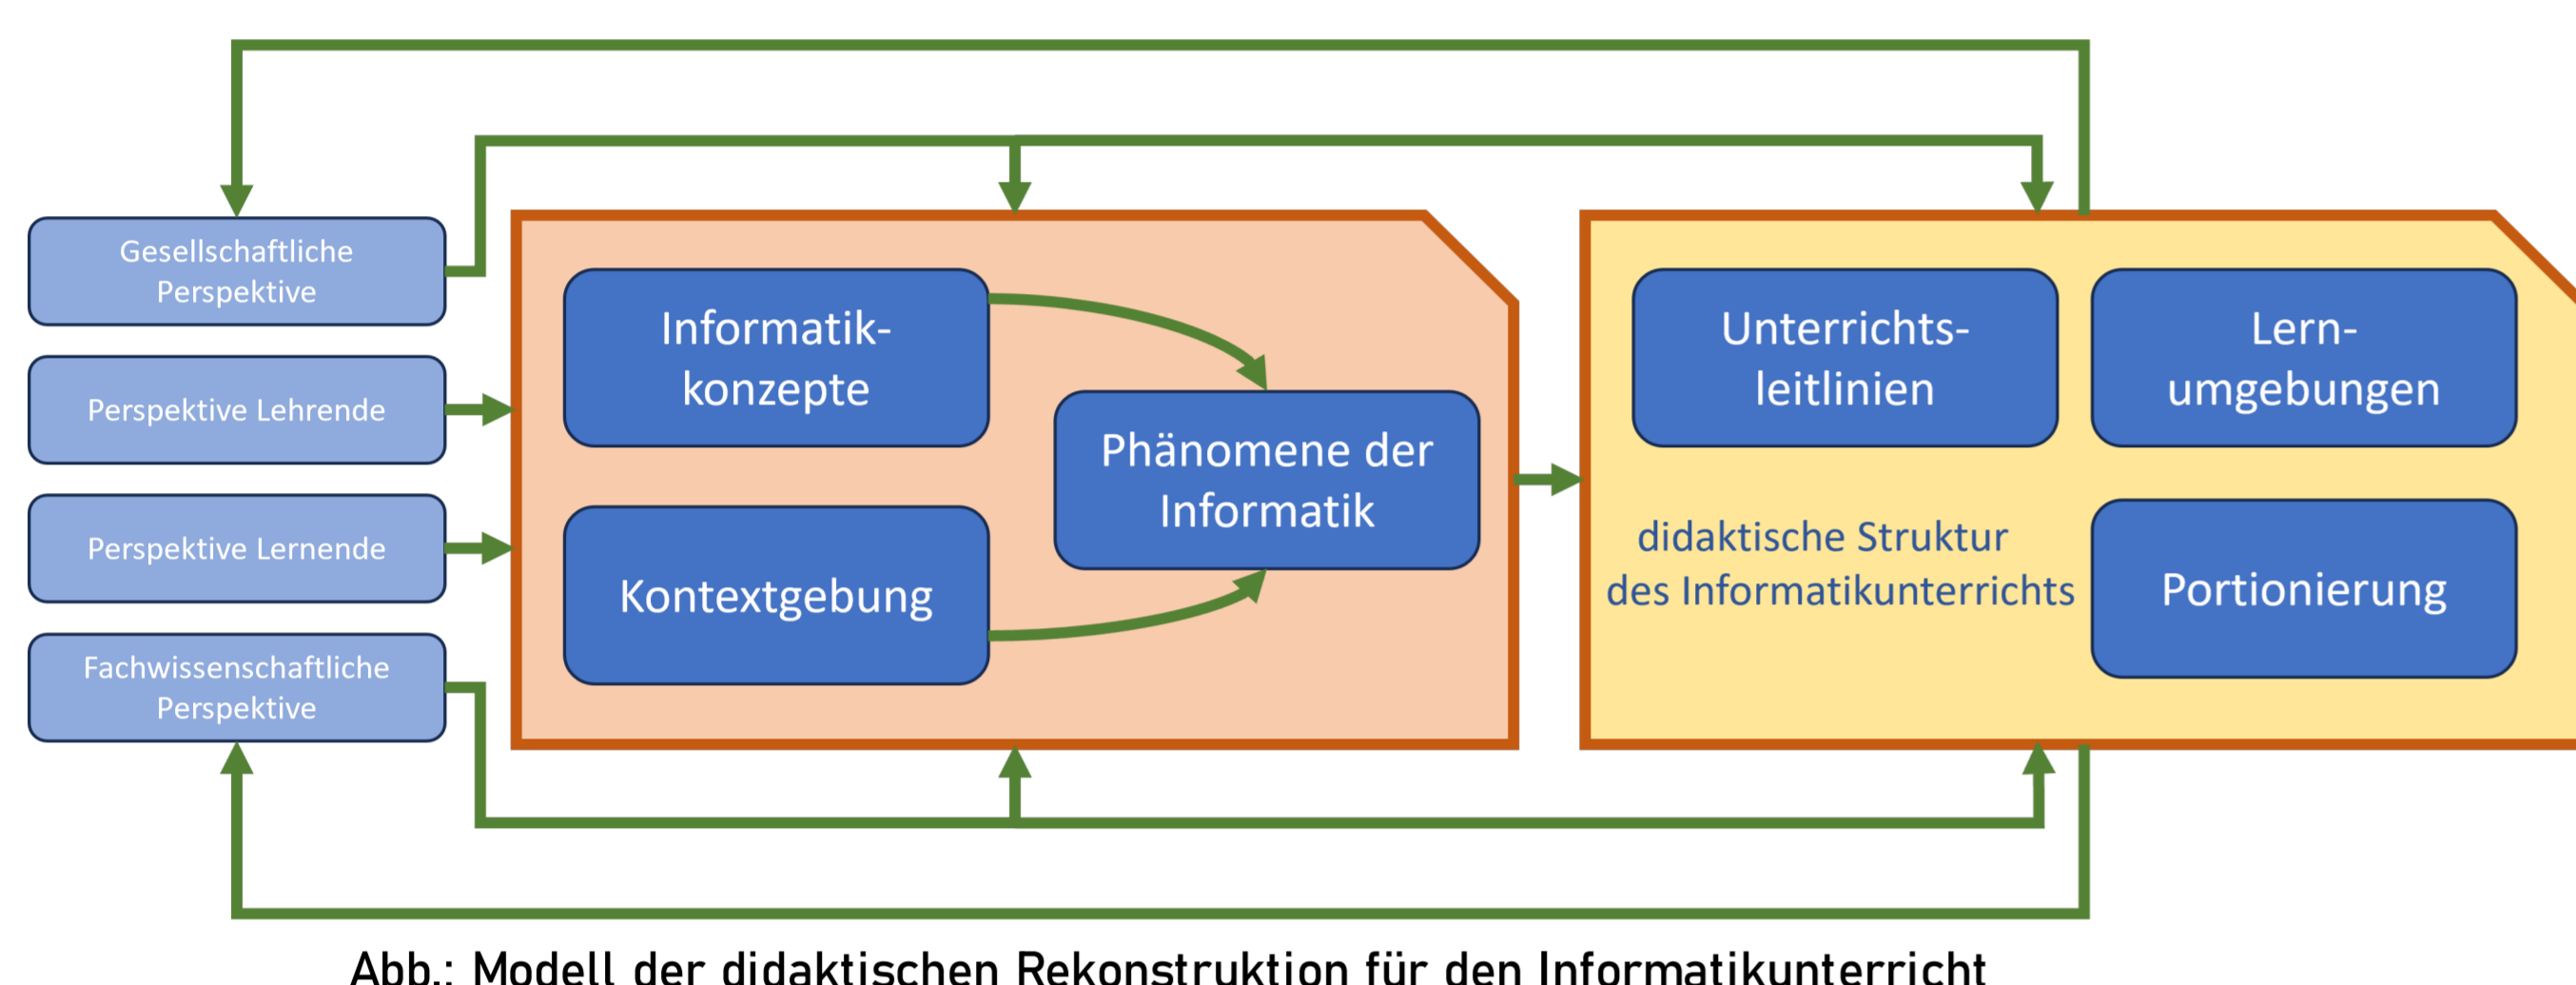 Gesellschaftliche
Perspektive
Perspektive Lehrende
Perspektive Lernende
Fachwissenschaftliche
Perspektive
Informatik-
konzepte
Kontextgebung
Phänomene der
Informatik
Unterrichts-
leitlinien
Lern-
umgebungen
didaktische Struktur
des Informatikunterrichts
Portionierung
Abb.: Modell der didaktischen Rekonstruktion für den Informatikunterricht